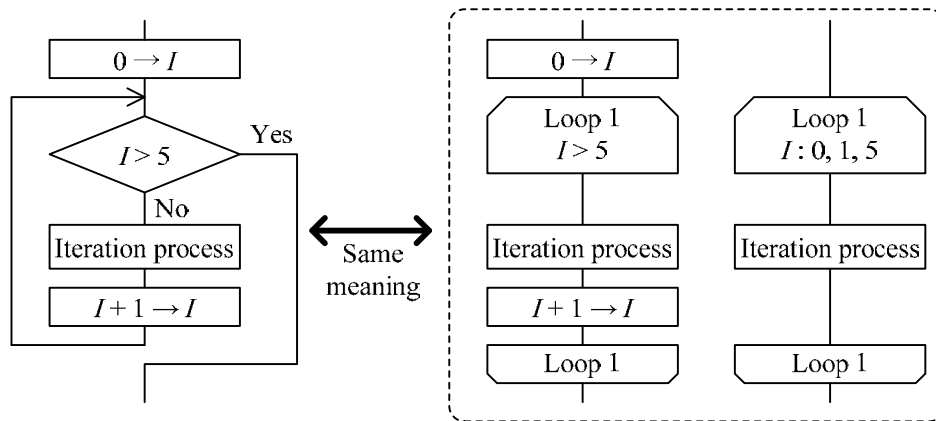 0 → I
I > 5
Yes
No
Iteration process
I + 1 → I
Same
meaning
0 → I
Loop 1
I > 5
Iteration process
I + 1 → I
Loop 1
Loop 1
I : 0, 1, 5
Iteration process
Loop 1